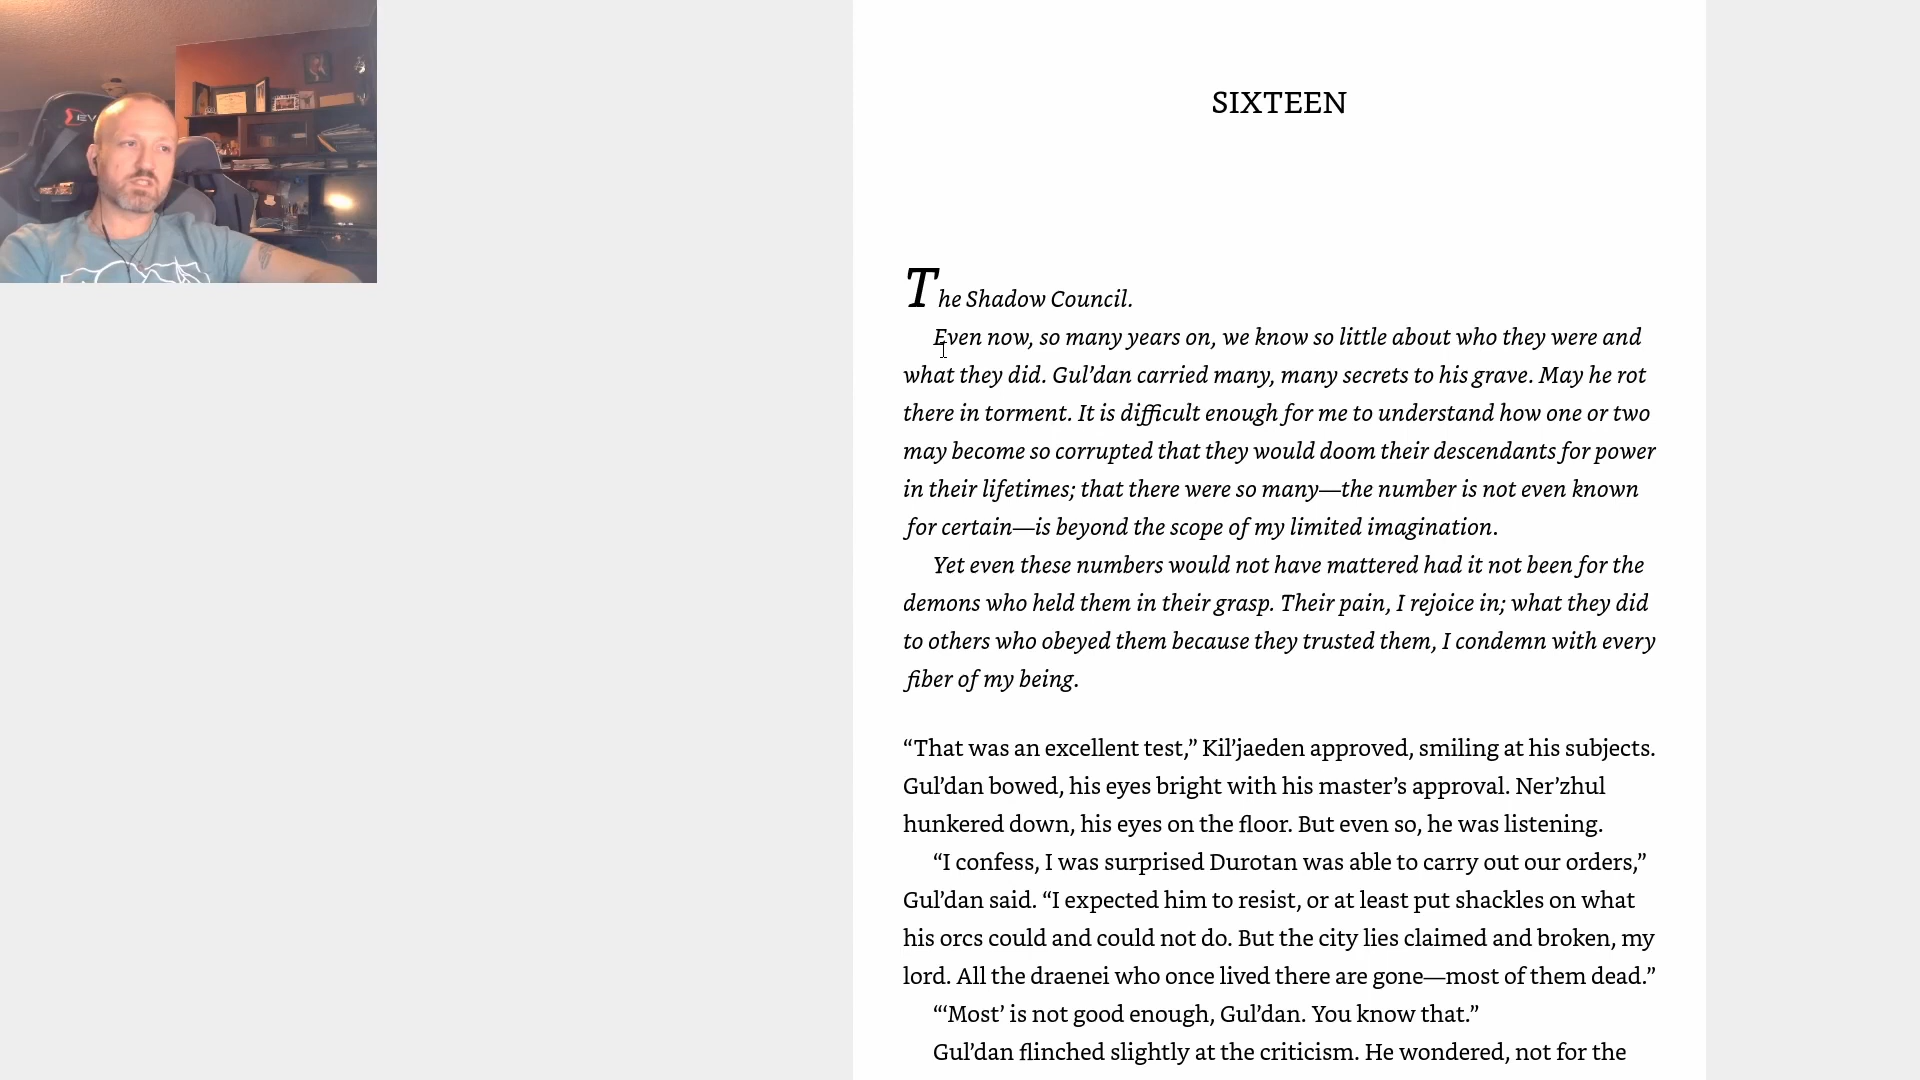 SIXTEEN
The Shadow Council.
Even now, so many years on, we know so little about who they were and
what they did. Gul’dan carried many, many secrets to his grave. May he rot
there in torment. It is difficult enough for me to understand how one or two
may become so corrupted that they would doom their descendants for power
in their lifetimes; that there were so many—the number is not even known
for certain—is beyond the scope of my limited imagination.
Yet even these numbers would not have mattered had it not been for the
demons who held them in their grasp. Their pain, I rejoice in; what they did
to others who obeyed them because they trusted them, I condemn with every
fiber of my being.
“That was an excellent test,” Kil’jaeden approved, smiling at his subjects.
Gul’dan bowed, his eyes bright with his master’s approval. Ner’zhul
hunkered down, his eyes on the floor. But even so, he was listening.
“I confess, I was surprised Durotan was able to carry out our orders,”
Gul’dan said. “I expected him to resist, or at least put shackles on what
his orcs could and could not do. But the city lies claimed and broken, my
lord. All the draenei who once lived there are gone—most of them dead.”
“‘Most’ is not good enough, Gul’dan. You know that.”
Gul’dan flinched slightly at the criticism. He wondered, not for the